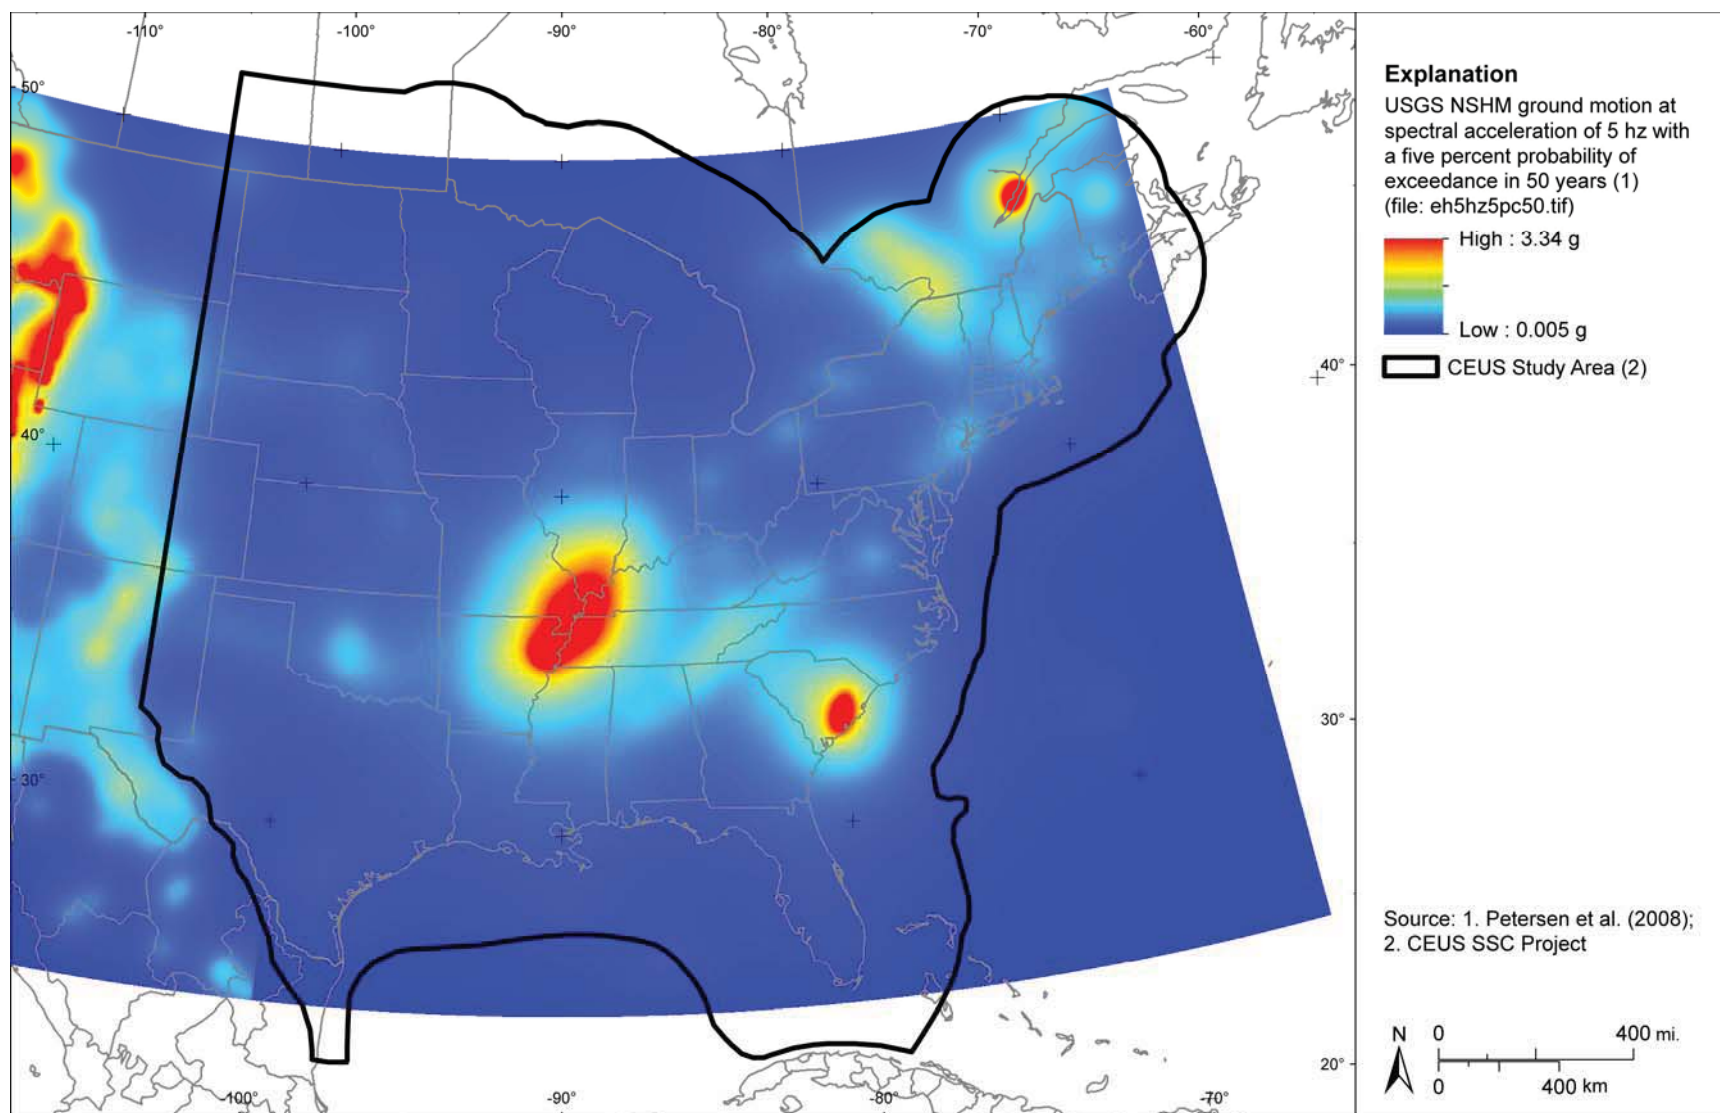 -110°
-100°
-90°
-80°
-70°
-60°
50°
40°
40°
30°
30°
20°
-100°
-90°
-80°
-70°
Explanation
USGS NSHM ground motion at
spectral acceleration of 5 hz with
a five percent probability of
exceedance in 50 years (1)
(file: eh5hz5pc50.tif)
High : 3.34 g
Low : 0.005 g
CEUS Study Area (2)
Source: 1. Petersen et al. (2008);
2. CEUS SSC Project
N
0 400 mi.
0 400 km